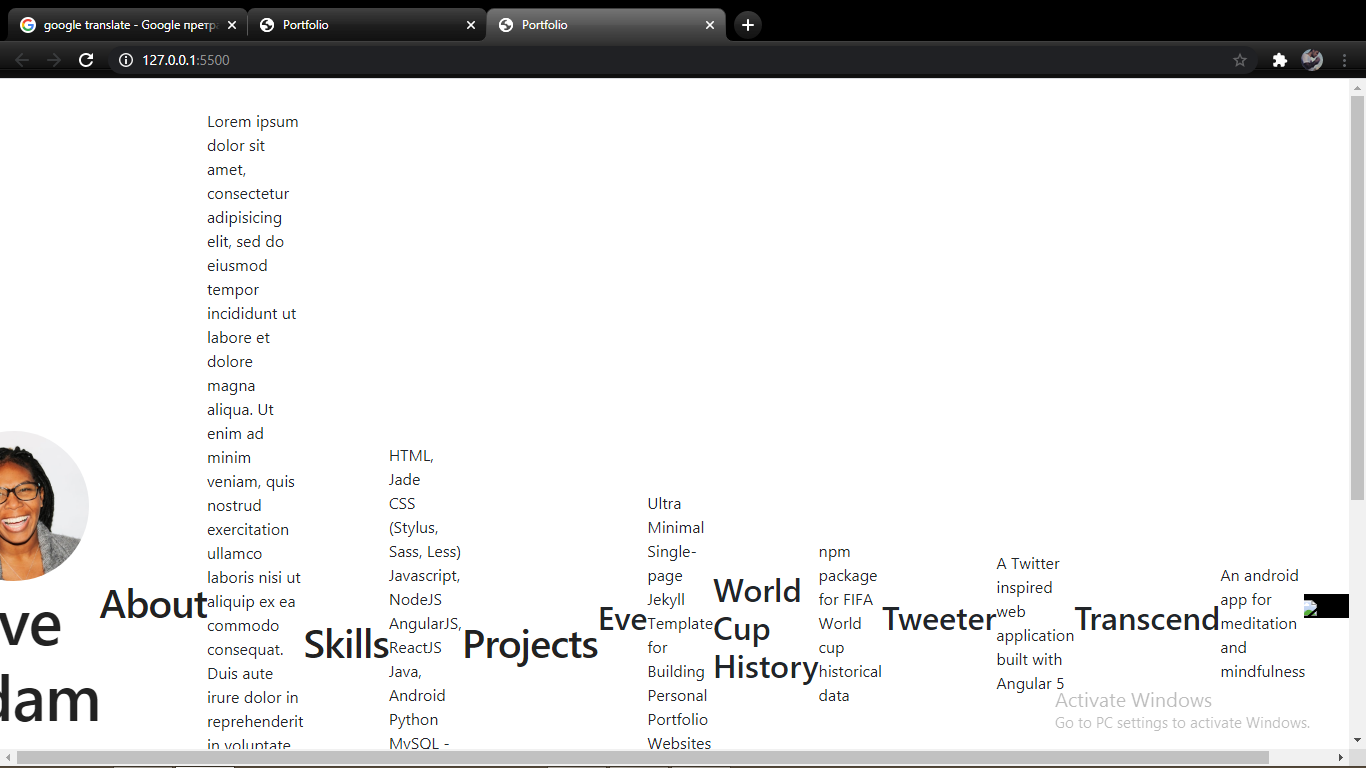 google translate - Google прет
Portfolio
Portfolio
127.0.0.1:5500
ve
dam
About
Lorem ipsum
dolor sit
amet,
consectetur
adipisicing
elit, sed do
eiusmod
tempor
incididunt ut
labore et
dolore
magna
aliqua. Ut
enim ad
minim
veniam, quis
nostrud
exercitation
ullamco
laboris nisi ut
aliquip ex ea
commodo
consequat.
Duis aute
irure dolor in
reprehenderit
in voluptate
Skills
HTML,
Jade
CSS
(Stylus,
Sass, Less)
Javascript,
NodeJS
AngularJS,
ReactJS
Java,
Android
Python
MySQL -
Projects
Eve
Ultra
Minimal
Single-
page
Jekyll
Template
for
Building
Personal
Portfolio
Websites
World
Cup
History
npm
package
for FIFA
World
cup
historical
data
Tweeter
A Twitter
inspired
web
application
built with
Angular 5
Transcend
An android
app for
meditation
and
mindfulness
Activate Windows
Go to PC settings to activate Windows.